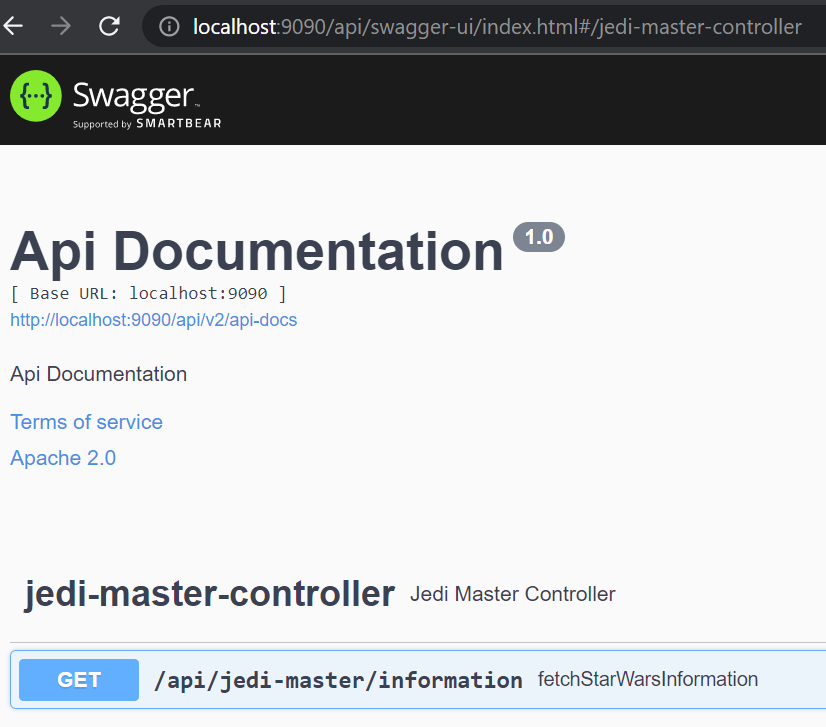 localhost:9090/api/swagger-ui/index.html#/jedi-master-controller
{···} Swagger™
Supported by SMARTBEAR
Api Documentation 1.0
[ Base URL: localhost:9090 ]
http://localhost:9090/api/v2/api-docs
Api Documentation
Terms of service
Apache 2.0
jedi-master-controller Jedi Master Controller
GET /api/jedi-master/information fetchStarWarsInformation